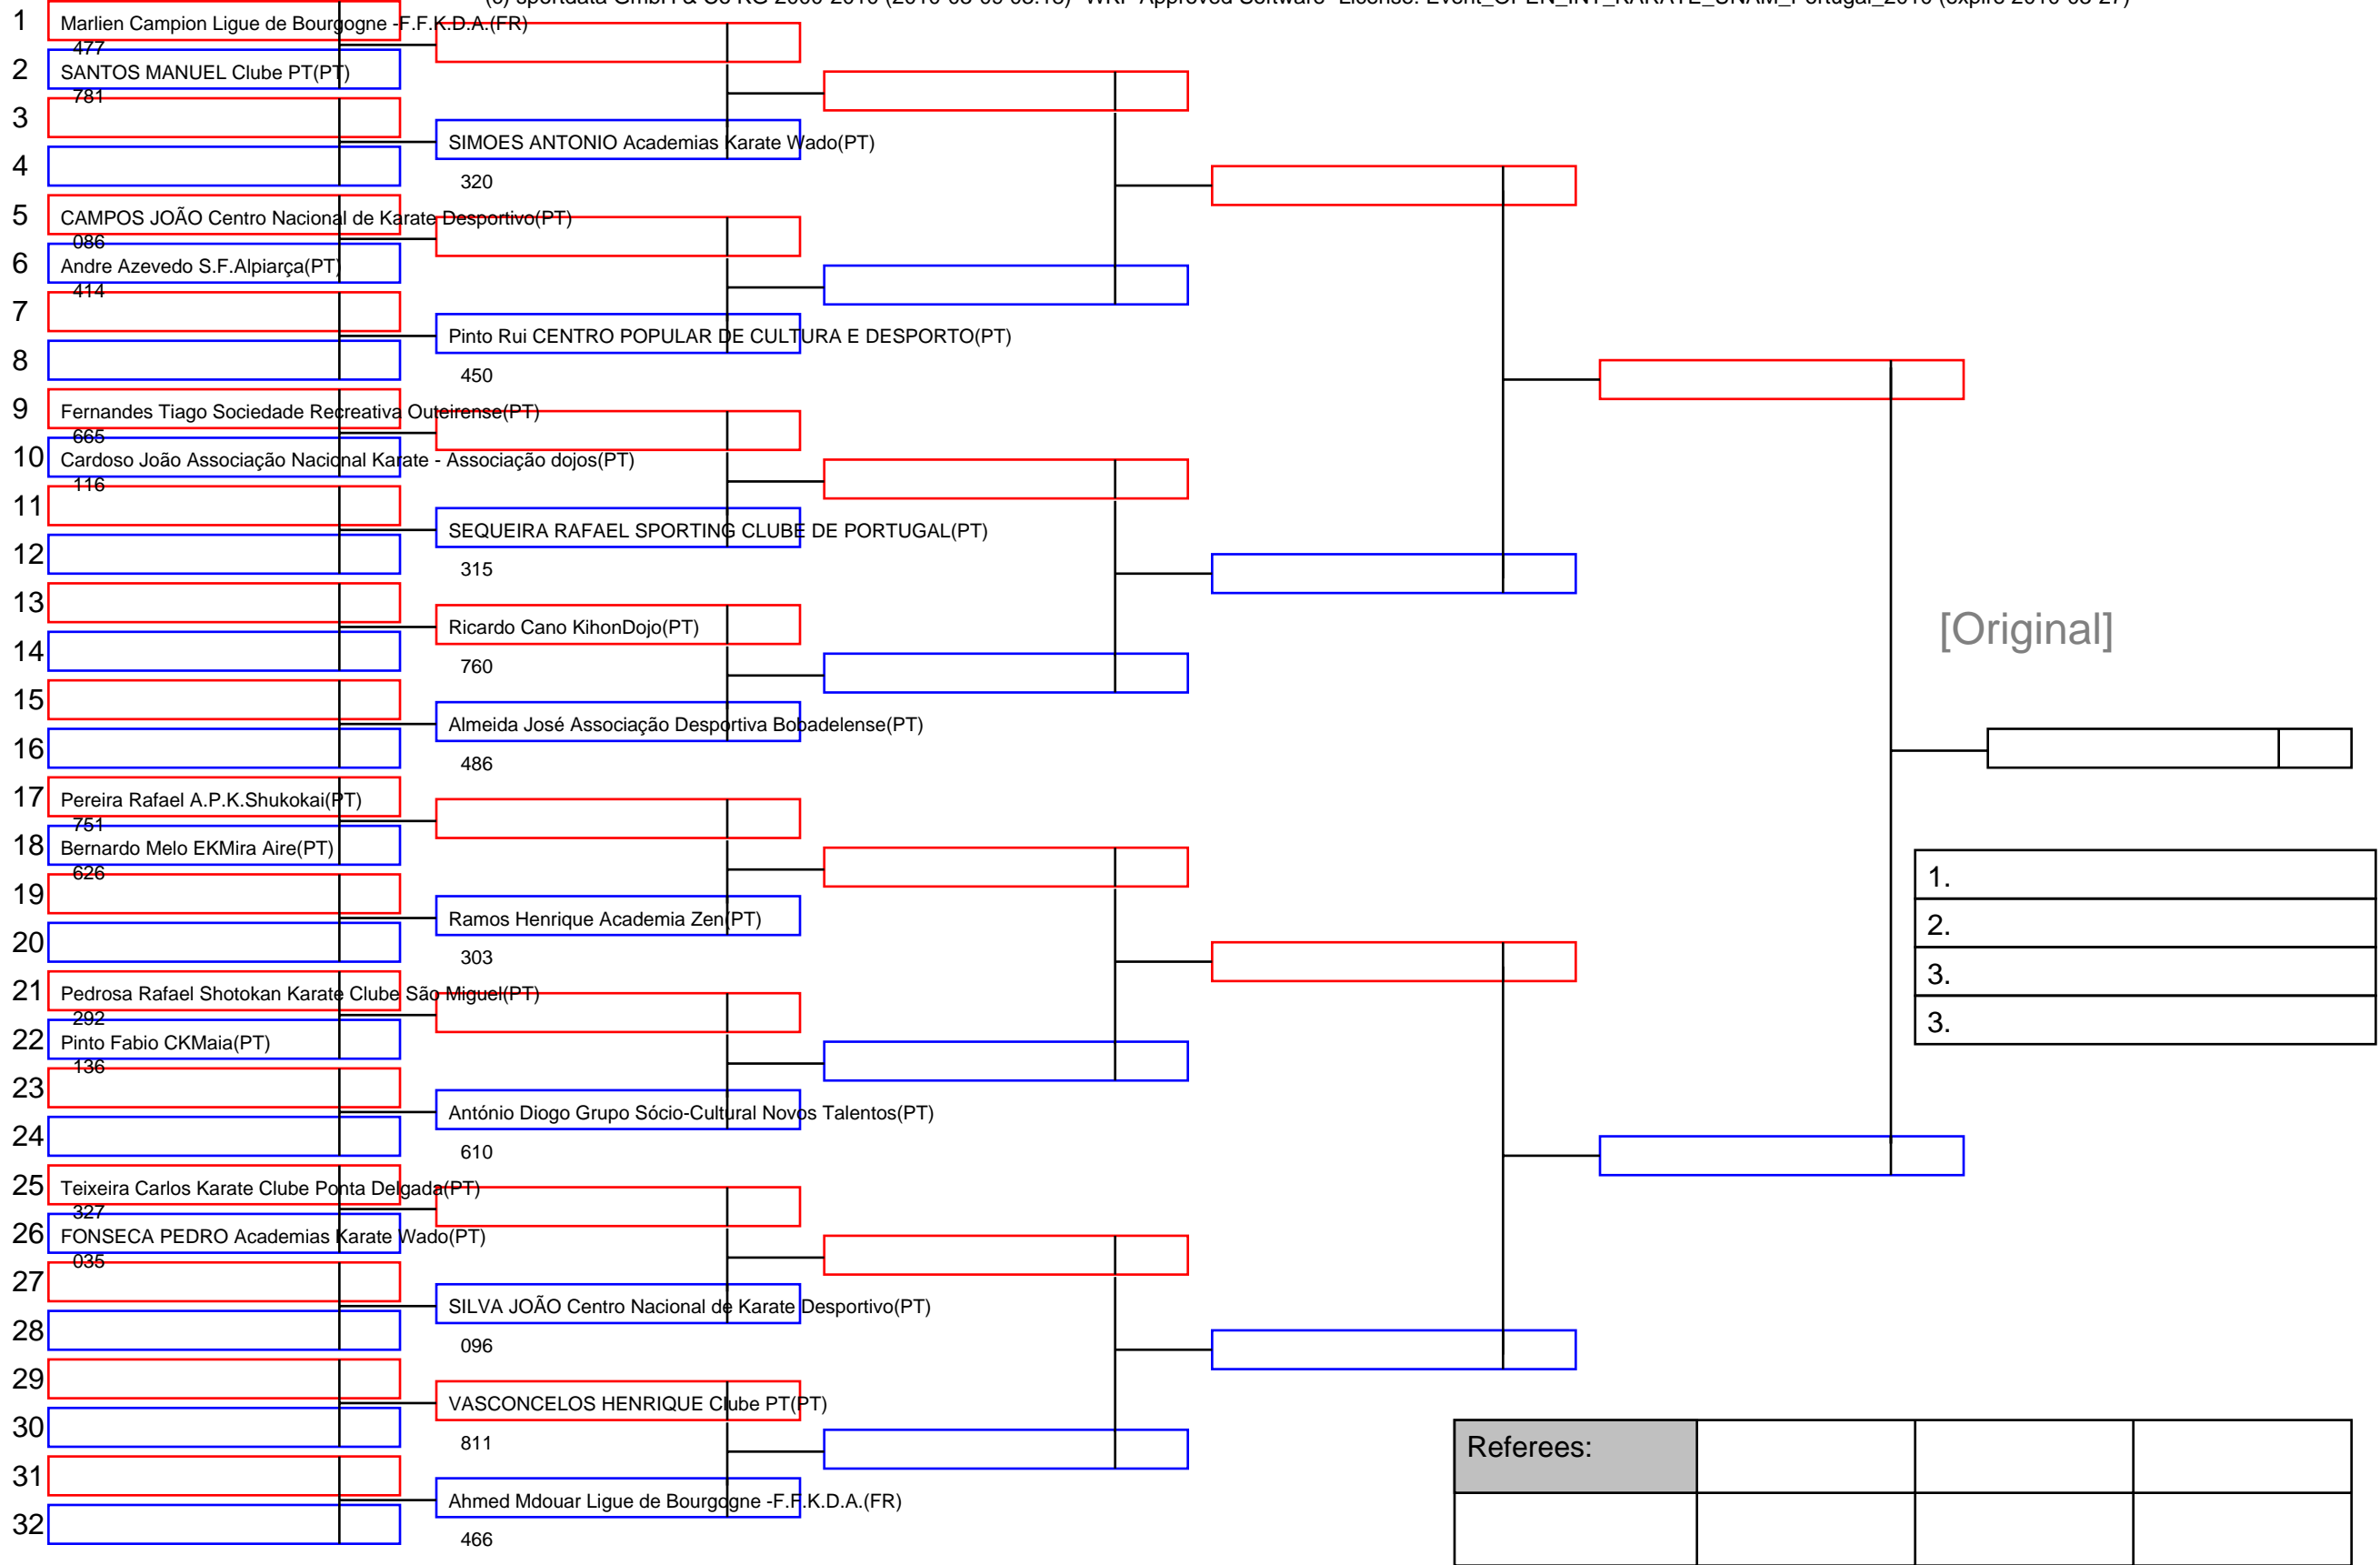 1 Marlien Campion Ligue de Bourgogne -F.F.K.D.A.(FR)
477
2 SANTOS MANUEL Clube PT(PT)
781
3
SIMOES ANTONIO Academias Karate Wado(PT)
4
320
5 CAMPOS JOÃO Centro Nacional de Karate Desportivo(PT)
086
6 Andre Azevedo S.F.Alpiarça(PT)
414
7
Pinto Rui CENTRO POPULAR DE CULTURA E DESPORTO(PT)
8
450
9 Fernandes Tiago Sociedade Recreativa Outeirense(PT)
665
10 Cardoso João Associação Nacional Karate - Associação dojos(PT)
116
11
SEQUEIRA RAFAEL SPORTING CLUBE DE PORTUGAL(PT)
12
315
13
Ricardo Cano KihonDojo(PT)
[Original]
14
760
15
Almeida José Associação Desportiva Bobadelense(PT)
16
486
17 Pereira Rafael A.P.K.Shukokai(PT)
751
18 Bernardo Melo EKMira Aire(PT)
626
1.
19
Ramos Henrique Academia Zen(PT)
2.
20
303
3.
21 Pedrosa Rafael Shotokan Karate Clube São Miguel(PT)
292
3.
22 Pinto Fabio CKMaia(PT)
136
23
António Diogo Grupo Sócio-Cultural Novos Talentos(PT)
24
610
25 Teixeira Carlos Karate Clube Ponta Delgada(PT)
327
26 FONSECA PEDRO Academias Karate Wado(PT)
035
27
SILVA JOÃO Centro Nacional de Karate Desportivo(PT)
28
096
29
VASCONCELOS HENRIQUE Clube PT(PT)
30
811
Referees:
31
Ahmed Mdouar Ligue de Bourgogne -F.F.K.D.A.(FR)
32
466